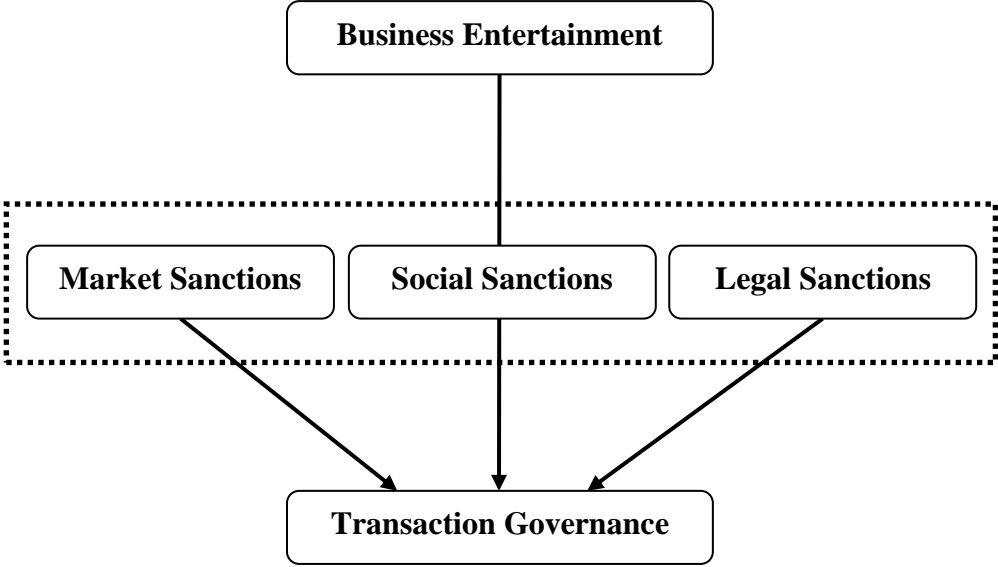 Business Entertainment
Market Sanctions
Social Sanctions
Legal Sanctions
Transaction Governance